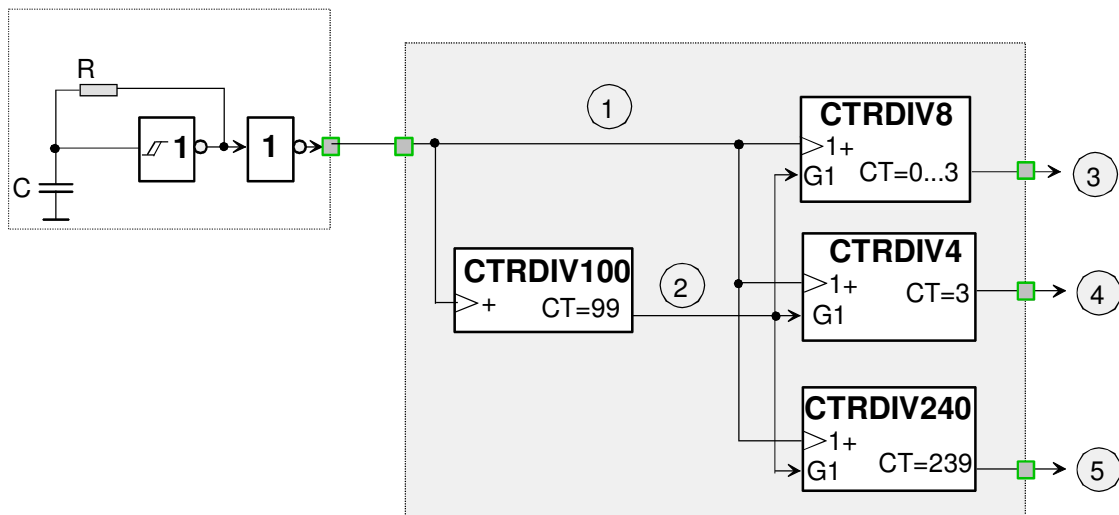 R
C
1
1
1
CTRDIV8
1+
G1
CT=0...3
3
CTRDIV100
+
CT=99
2
CTRDIV4
1+
CT=3
G1
4
CTRDIV240
1+
CT=239
G1
5